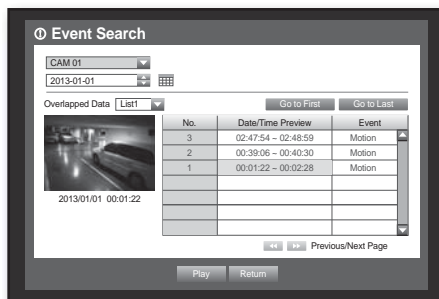 Event Search
CAM 01
2013-01-01
Overlapped Data List1 Go to First Go to Last
No. Date/Time Preview Event
3 02:47:54 ~ 02:48:59 Motion
2 00:39:06 ~ 00:40:30 Motion
1 00:01:22 ~ 00:02:28 Motion
2013/01/01 00:01:22
Previous/Next Page
Play Return